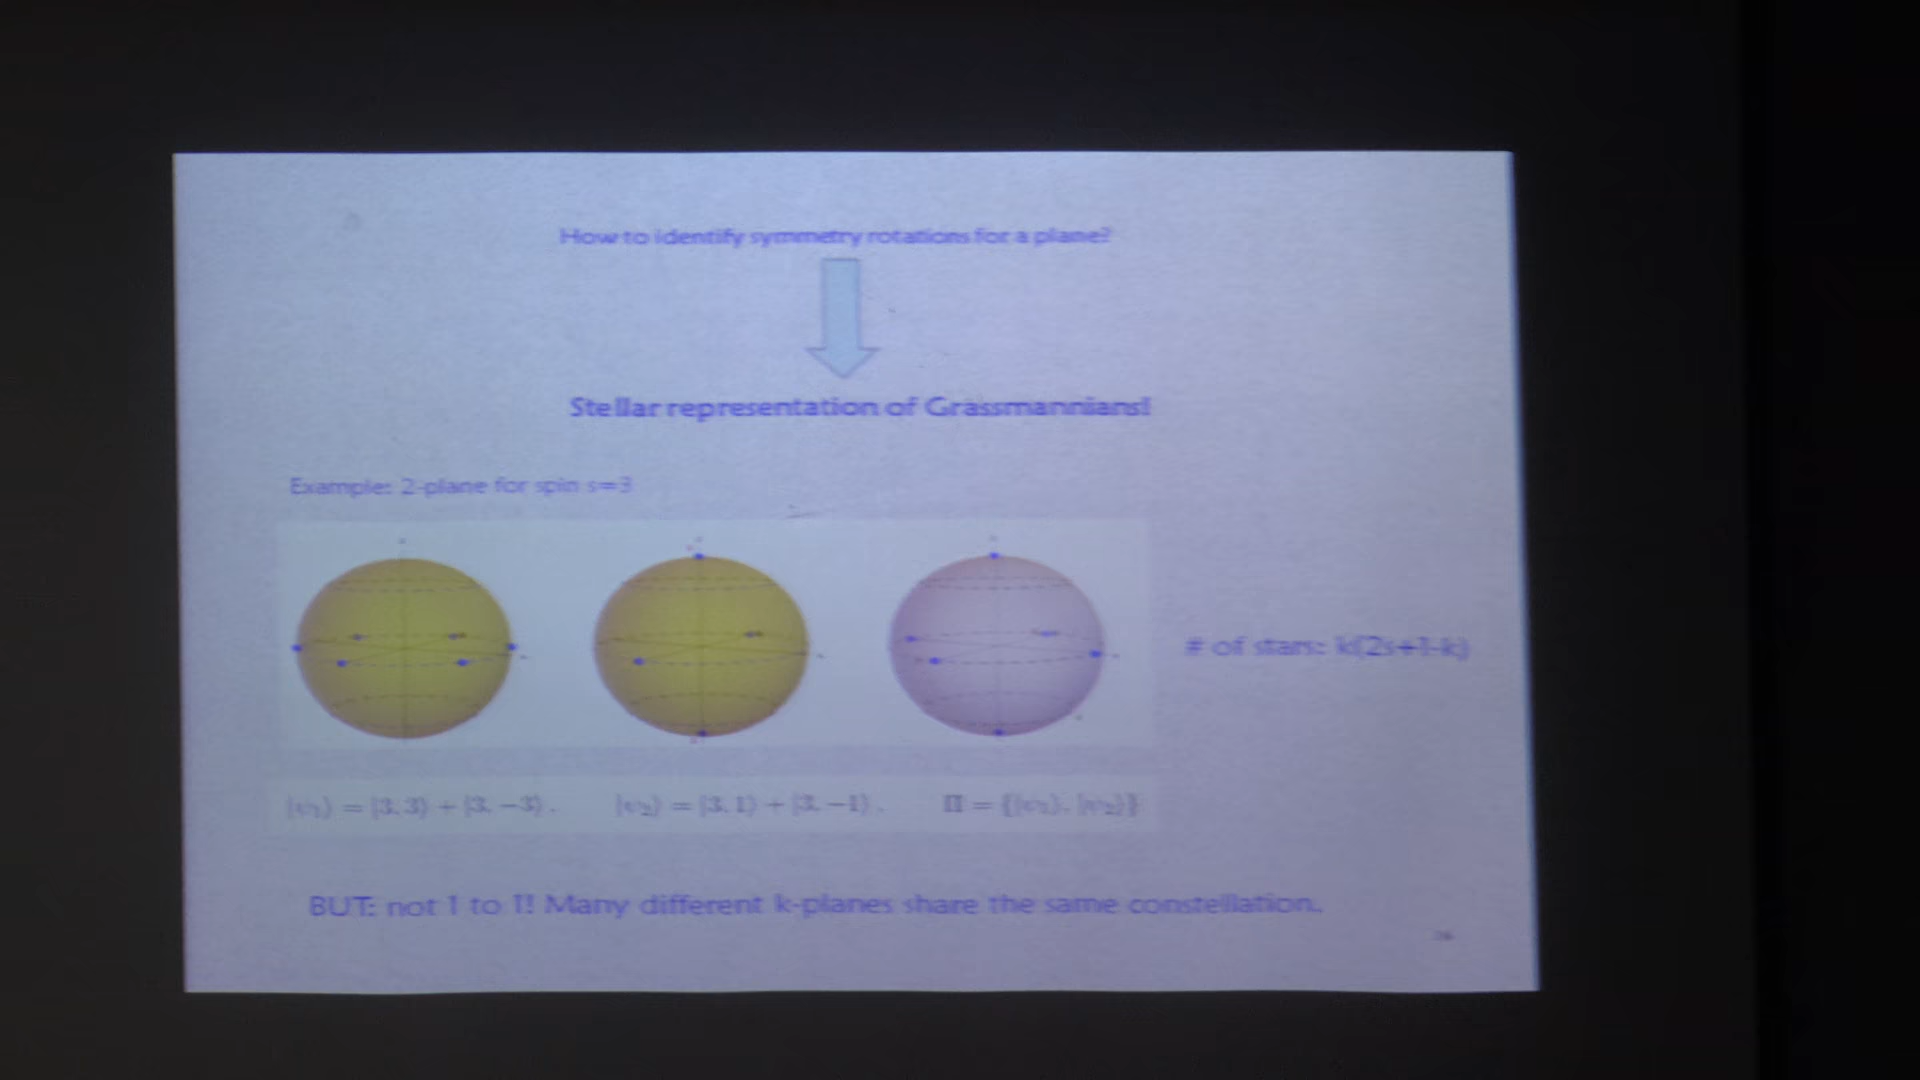 How to identify symmetry rotations for a plane?
Stellar representation of Grassmannians!
Example: 2-plane for spin s=3
# of stars: k(2s+1-k)
|ψ₁⟩ = |3, 3⟩ + |3, −3⟩ .
|ψ₂⟩ = |3, 1⟩ + |3, −1⟩ .
Π = {|ψ₁⟩, |ψ₂⟩}
BUT: not 1 to 1! Many different k-planes share the same constellation.